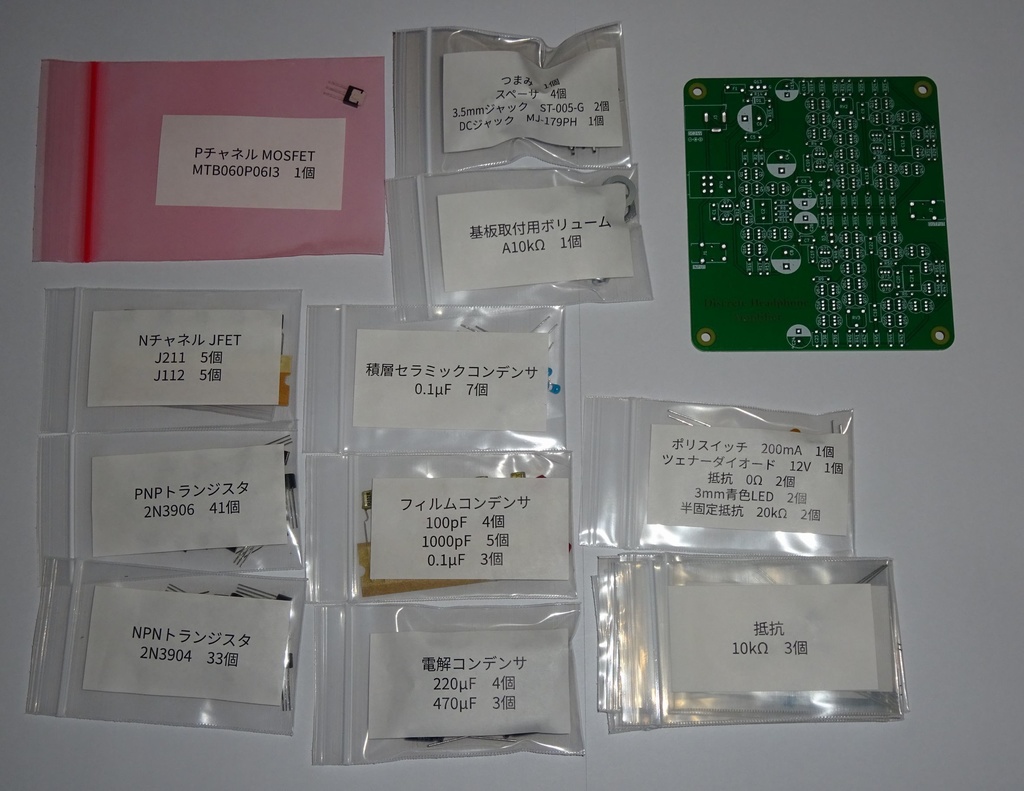 Pチャネル MOSFET
MTB060P06I3 1個
つまみ 1個
スペーサ 4個
3.5mmジャック ST-005-G 2個
DCジャック MJ-179PH 1個
基板取付用ボリューム
A10kΩ 1個
Nチャネル JFET
J211 5個
J112 5個
積層セラミックコンデンサ
0.1μF 7個
PNPトランジスタ
2N3906 41個
フィルムコンデンサ
100pF 4個
1000pF 5個
0.1μF 3個
ポリスイッチ 200mA 1個
ツェナーダイオード 12V 1個
抵抗 0Ω 2個
3mm青色LED 2個
半固定抵抗 20kΩ 2個
NPNトランジスタ
2N3904 33個
電解コンデンサ
220μF 4個
470μF 3個
抵抗
10kΩ 3個